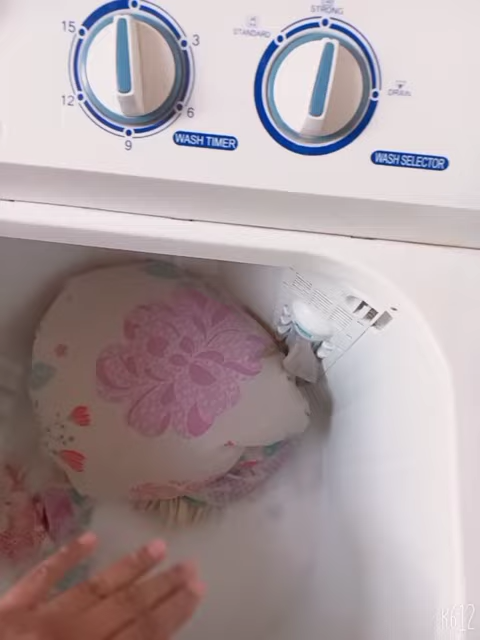 15
3
12
6
9
WASH TIMER
STANDARD
STRONG
DRAIN
WASH SELECTOR